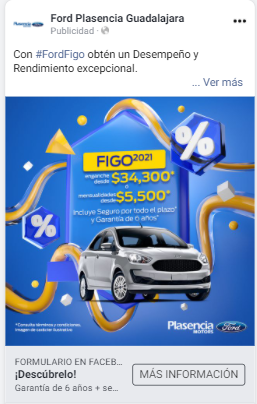 Ford Plasencia Guadalajara
Publicidad ·
Con #FordFigo obtén un Desempeño y
Rendimiento excepcional.
... Ver más
FIGO2021
enganche
desde $34,300*
o
mensualidades
desde $5,500*
Incluye Seguro por todo el plazo*
y Garantía de 6 años*
%
%
*Consulta términos y condiciones,
imagen de carácter ilustrativo
Plasencia
MOTORS
Ford
FORMULARIO EN FACEB...
¡Descúbrelo!
Garantía de 6 años + se...
MÁS INFORMACIÓN